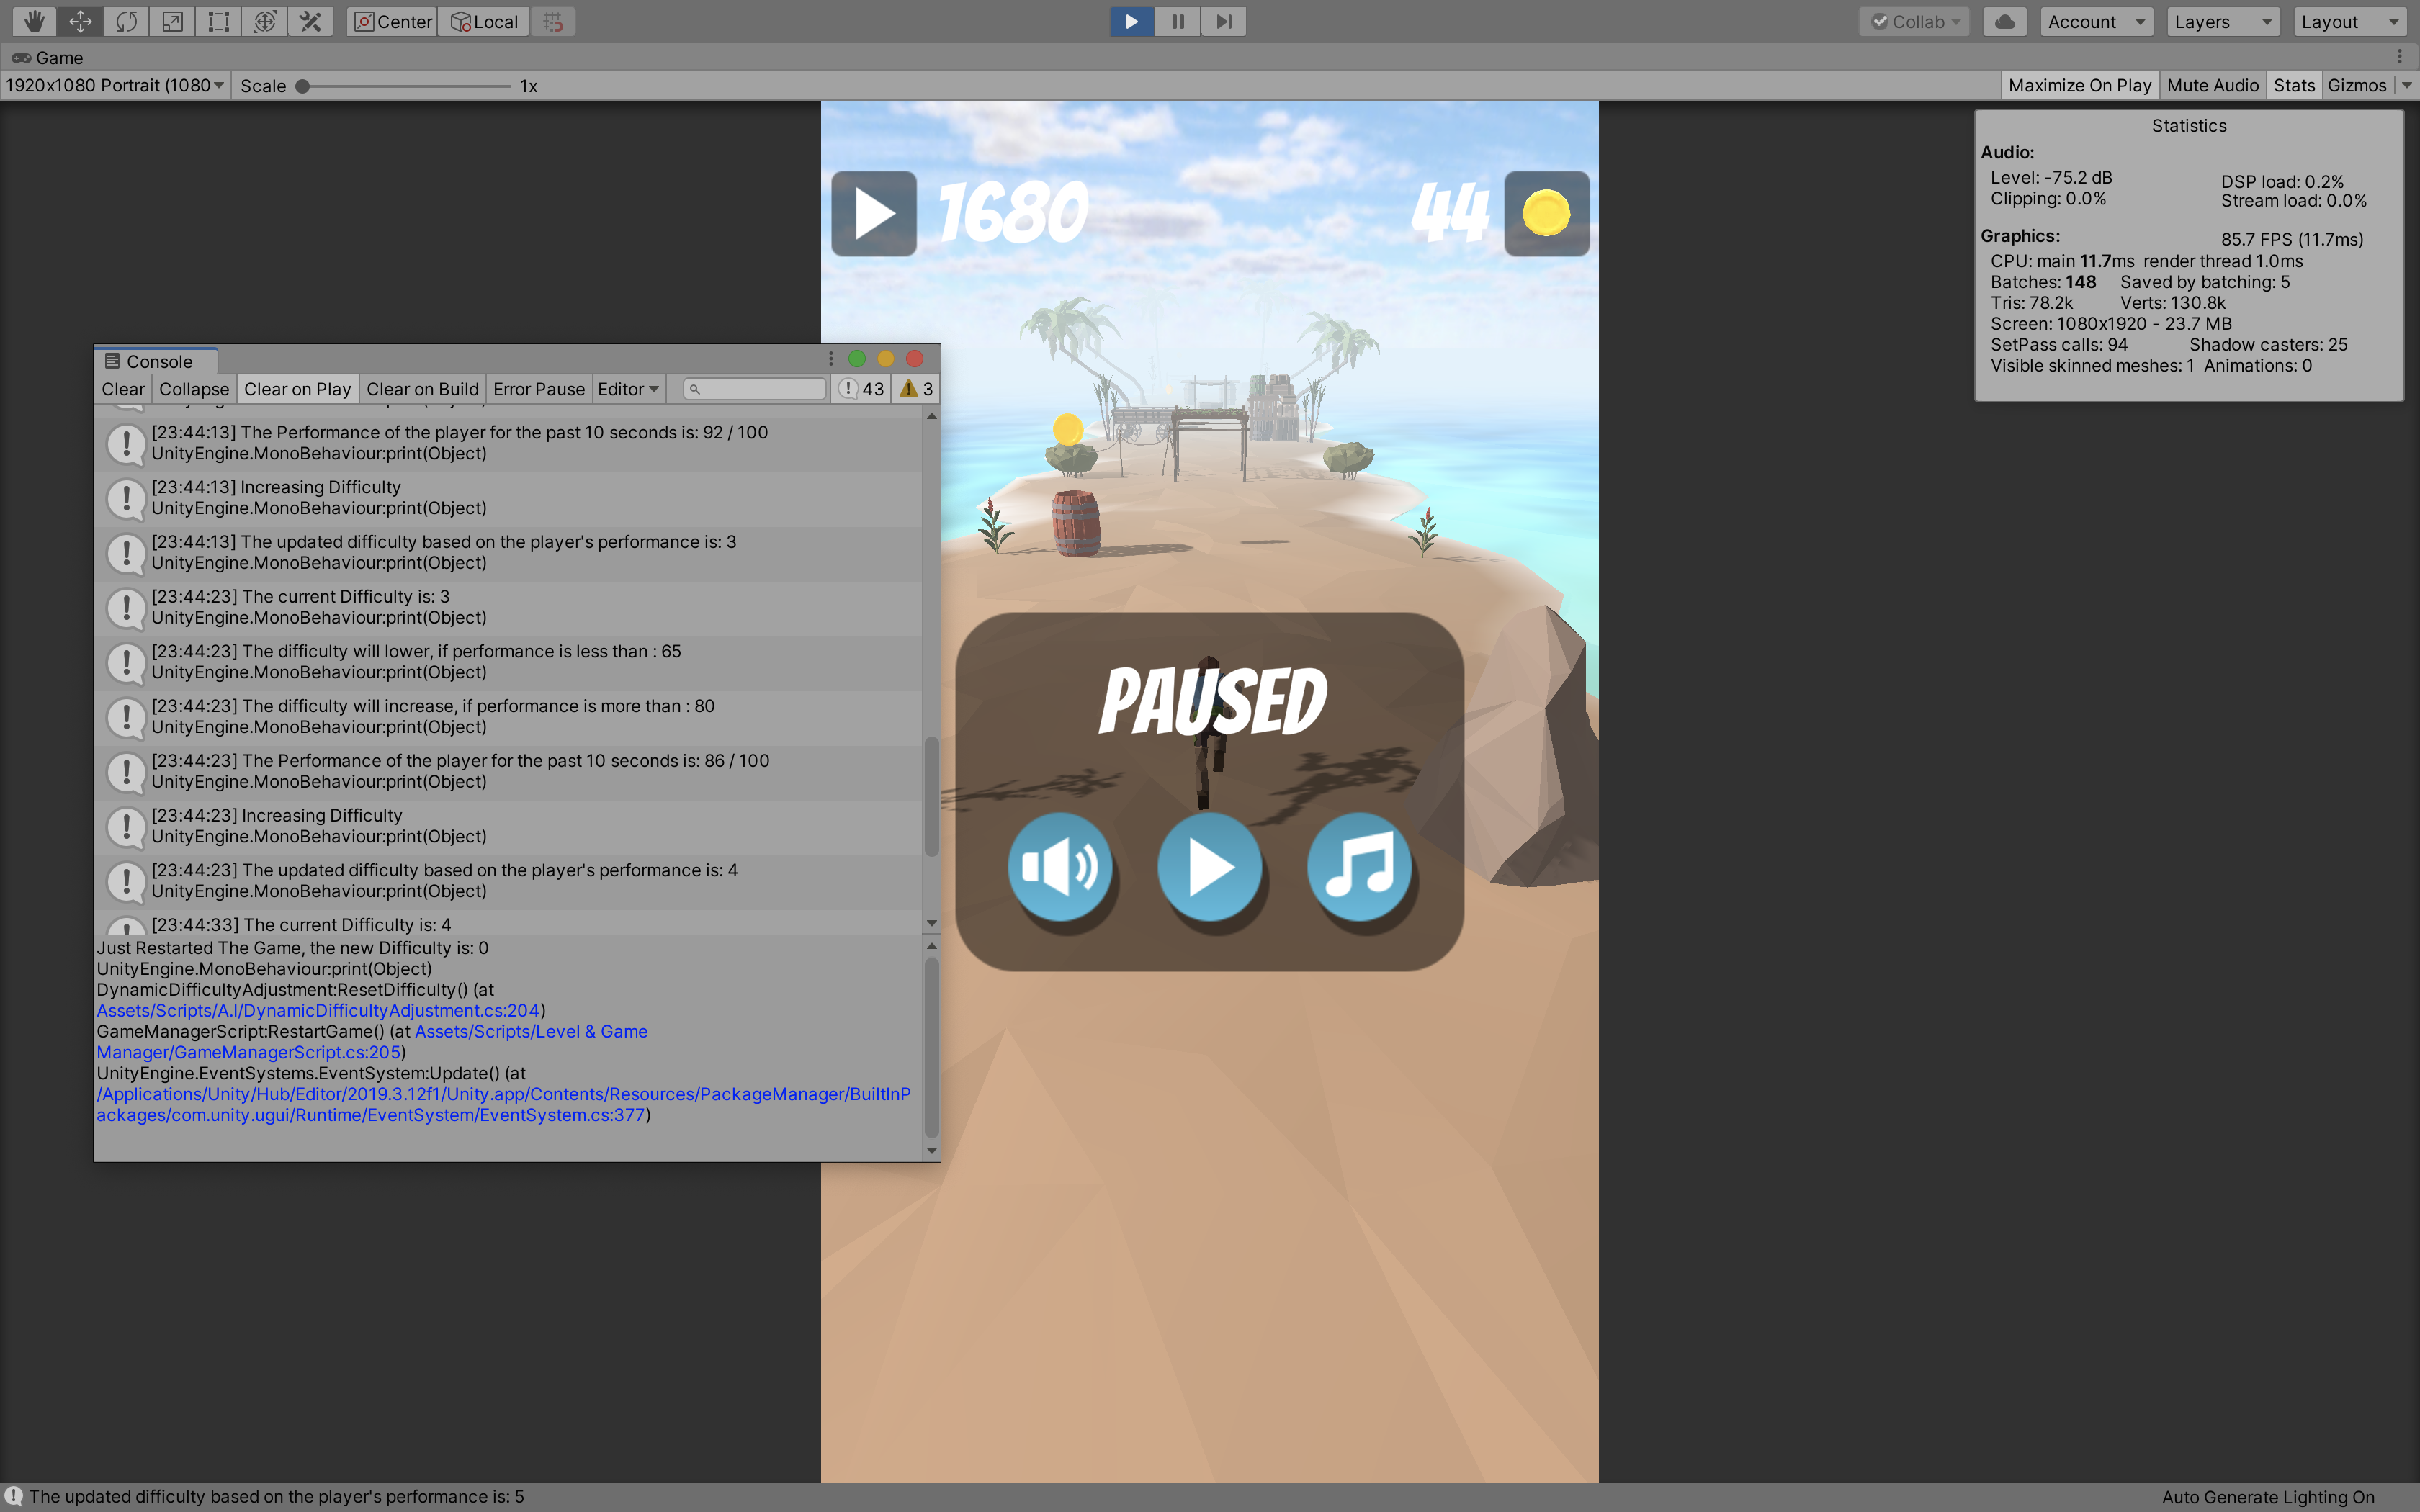 Center
Local
Collab
Account
Layers
Layout
Game
1920x1080 Portrait (1080
Scale
1x
Maximize On Play
Mute Audio
Stats
Gizmos
Statistics
Audio:
Level: -75.2 dB
DSP load: 0.2%
Clipping: 0.0%
Stream load: 0.0%
Graphics:
85.7 FPS (11.7ms)
CPU: main 11.7ms render thread 1.0ms
Batches: 148 Saved by batching: 5
Tris: 78.2k Verts: 130.8k
Screen: 1080x1920 - 23.7 MB
SetPass calls: 94 Shadow casters: 25
Visible skinned meshes: 1 Animations: 0
1680
44
PAUSED
Console
Clear
Collapse
Clear on Play
Clear on Build
Error Pause
Editor
43
3
[23:44:13] The Performance of the player for the past 10 seconds is: 92 / 100
UnityEngine.MonoBehaviour:print(Object)
[23:44:13] Increasing Difficulty
UnityEngine.MonoBehaviour:print(Object)
[23:44:13] The updated difficulty based on the player's performance is: 3
UnityEngine.MonoBehaviour:print(Object)
[23:44:23] The current Difficulty is: 3
UnityEngine.MonoBehaviour:print(Object)
[23:44:23] The difficulty will lower, if performance is less than : 65
UnityEngine.MonoBehaviour:print(Object)
[23:44:23] The difficulty will increase, if performance is more than : 80
UnityEngine.MonoBehaviour:print(Object)
[23:44:23] The Performance of the player for the past 10 seconds is: 86 / 100
UnityEngine.MonoBehaviour:print(Object)
[23:44:23] Increasing Difficulty
UnityEngine.MonoBehaviour:print(Object)
[23:44:23] The updated difficulty based on the player's performance is: 4
UnityEngine.MonoBehaviour:print(Object)
[23:44:33] The current Difficulty is: 4
Just Restarted The Game, the new Difficulty is: 0
UnityEngine.MonoBehaviour:print(Object)
DynamicDifficultyAdjustment:ResetDifficulty() (at
Assets/Scripts/A.I/DynamicDifficultyAdjustment.cs:204)
GameManagerScript:RestartGame() (at Assets/Scripts/Level & Game
Manager/GameManagerScript.cs:205)
UnityEngine.EventSystems.EventSystem:Update() (at
/Applications/Unity/Hub/Editor/2019.3.12f1/Unity.app/Contents/Resources/PackageManager/BuiltInP
ackages/com.unity.ugui/Runtime/EventSystem/EventSystem.cs:377)
The updated difficulty based on the player's performance is: 5
Auto Generate Lighting On